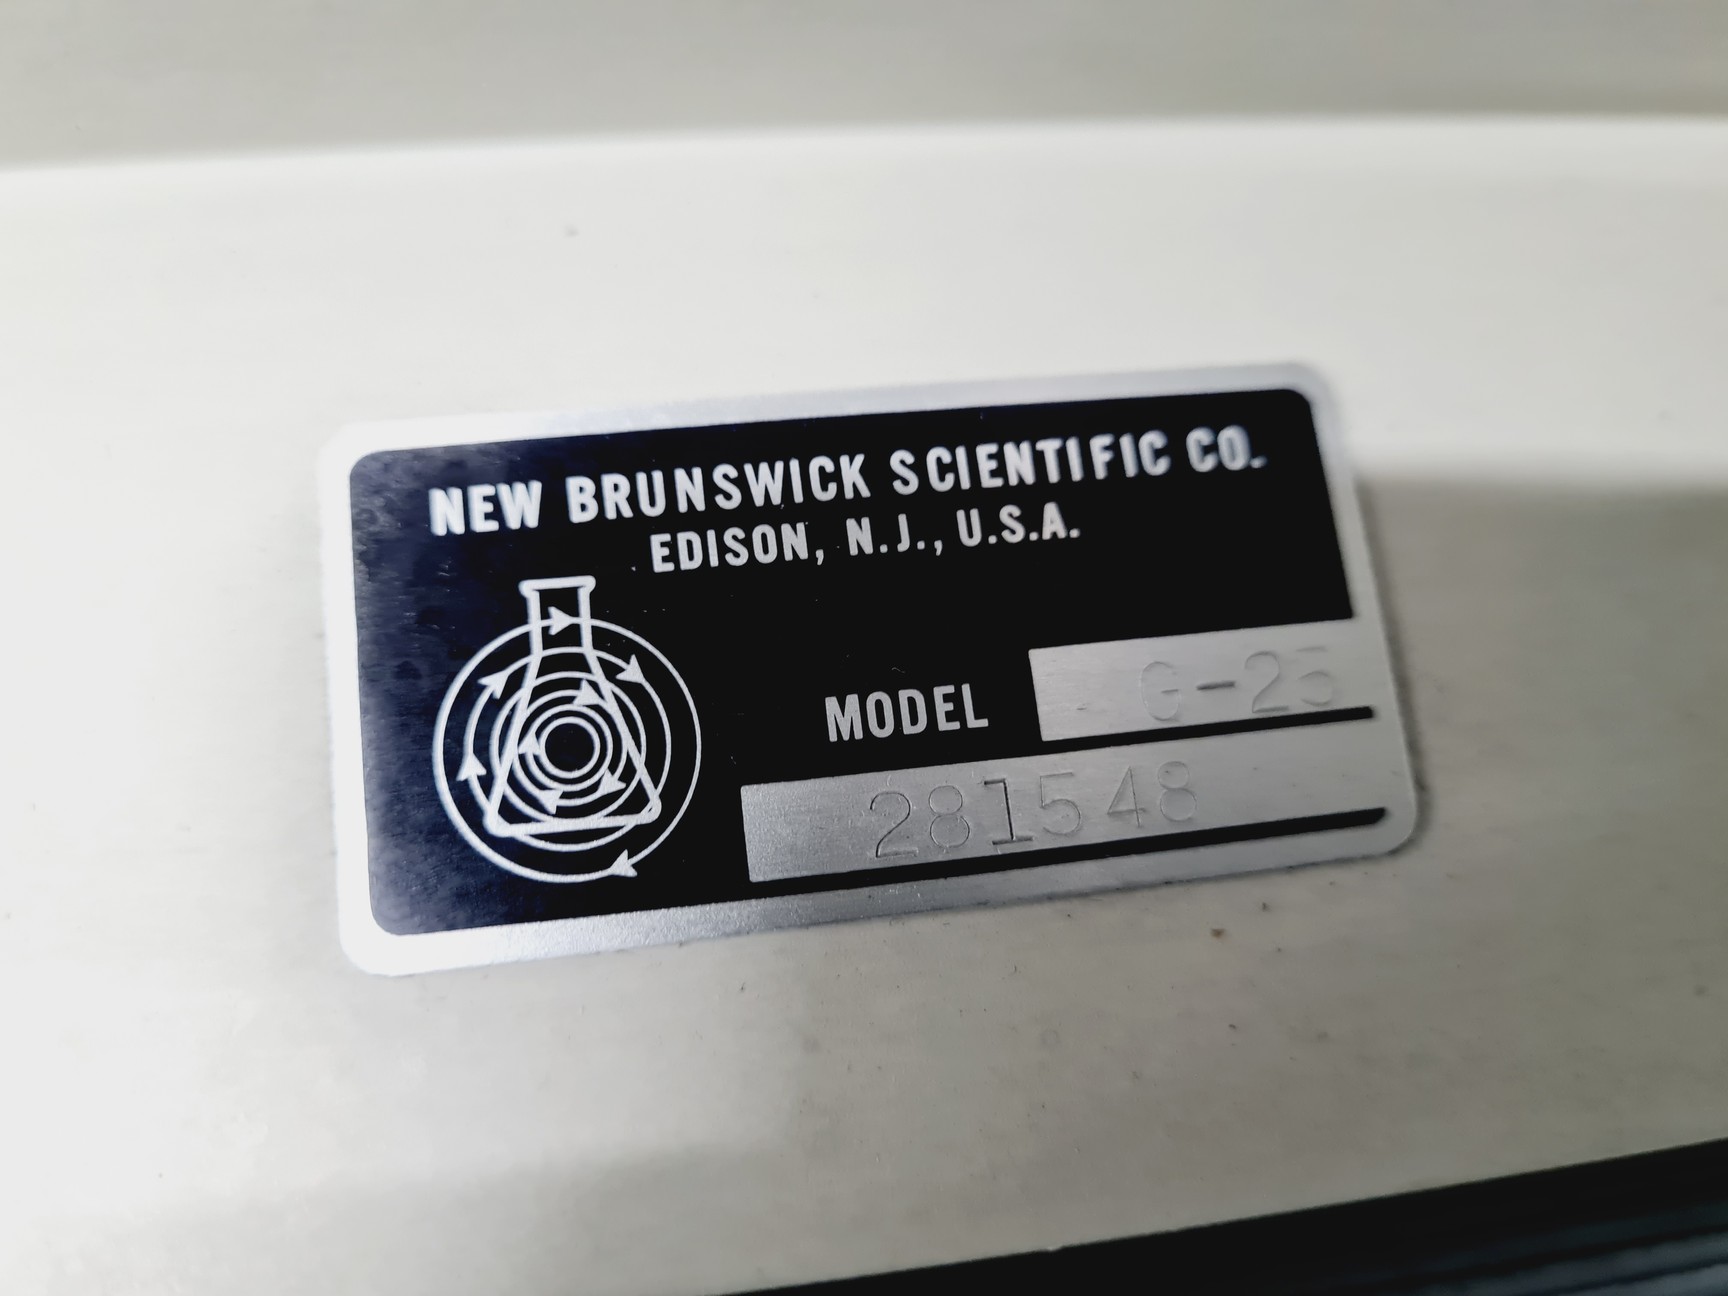 NEW BRUNSWICK SCIENTIFIC CO.
EDISON, N.J., U.S.A.
MODEL G-25
281548